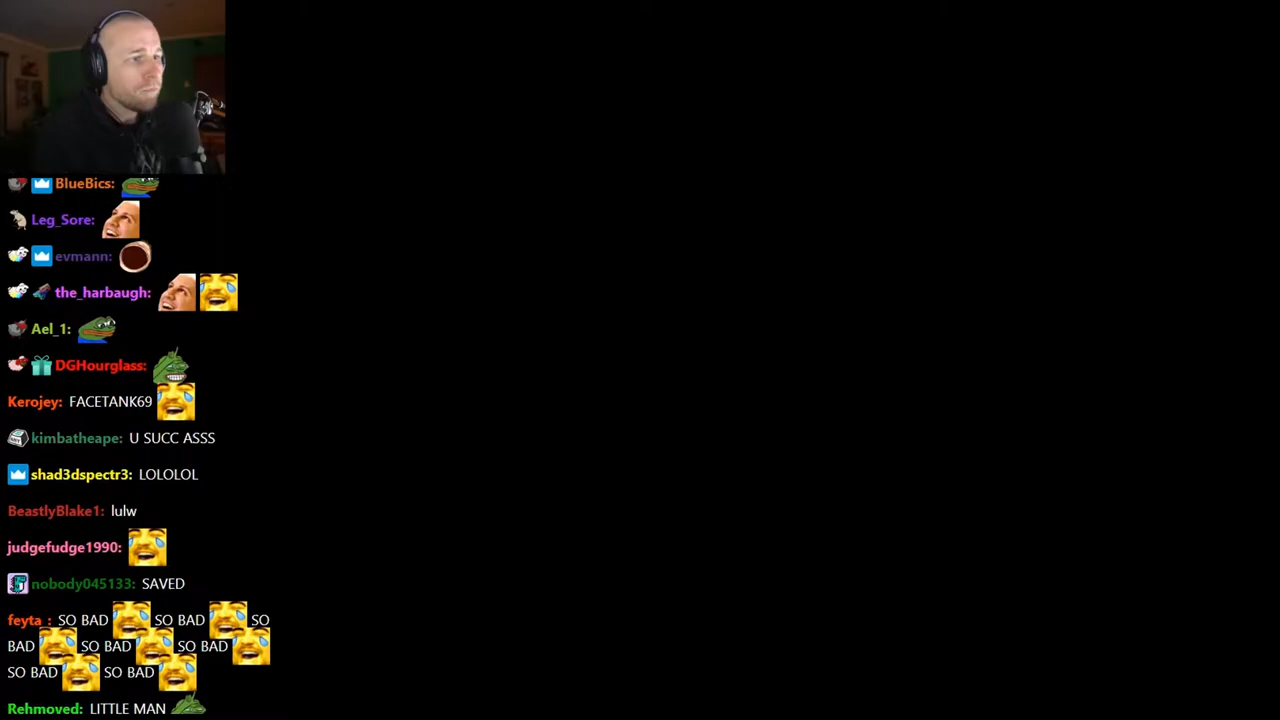 BlueBics:
Leg_Sore:
evmann:
the_harbaugh:
Ael_1:
DGHourglass:
Kerojey: FACETANK69
kimbatheape: U SUCC ASSS
shad3dspectr3: LOLOLOL
BeastlyBlake1: lulw
judgefudge1990:
nobody045133: SAVED
feyta_: SO BAD SO BAD SO
BAD SO BAD SO BAD
SO BAD SO BAD
Rehmoved: LITTLE MAN